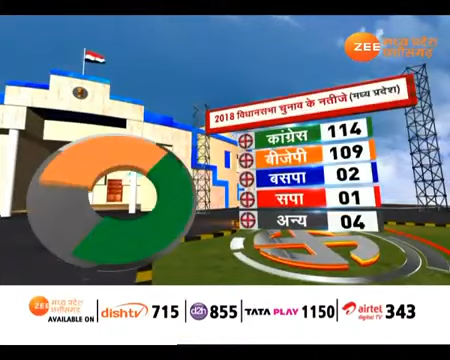 ZEE मध्य प्रदेश छत्तीसगढ़
2018 विधानसभा चुनाव के नतीजे (मध्य प्रदेश)
कांग्रेस 114
बीजेपी 109
बसपा 02
सपा 01
अन्य 04
ZEE मध्य प्रदेश छत्तीसगढ़
AVAILABLE ON
dishtv 715
d2h 855
TATA PLAY 1150
airtel digital TV 343